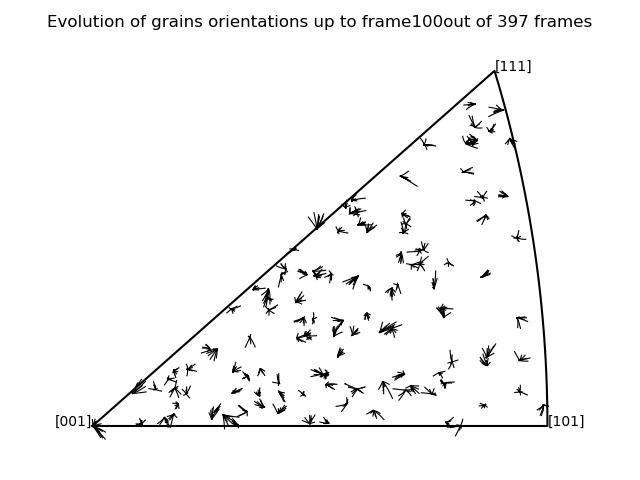 Evolution of grains orientations up to frame100out of 397 frames
[111]
[001]
[101]